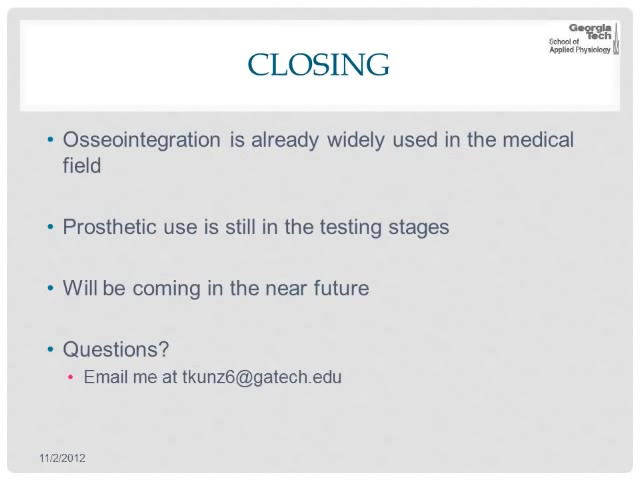 Georgia
Tech
School of
Applied Physiology
CLOSING
• Osseointegration is already widely used in the medical
field
• Prosthetic use is still in the testing stages
• Will be coming in the near future
• Questions?
• Email me at tkunz6@gatech.edu
11/2/2012